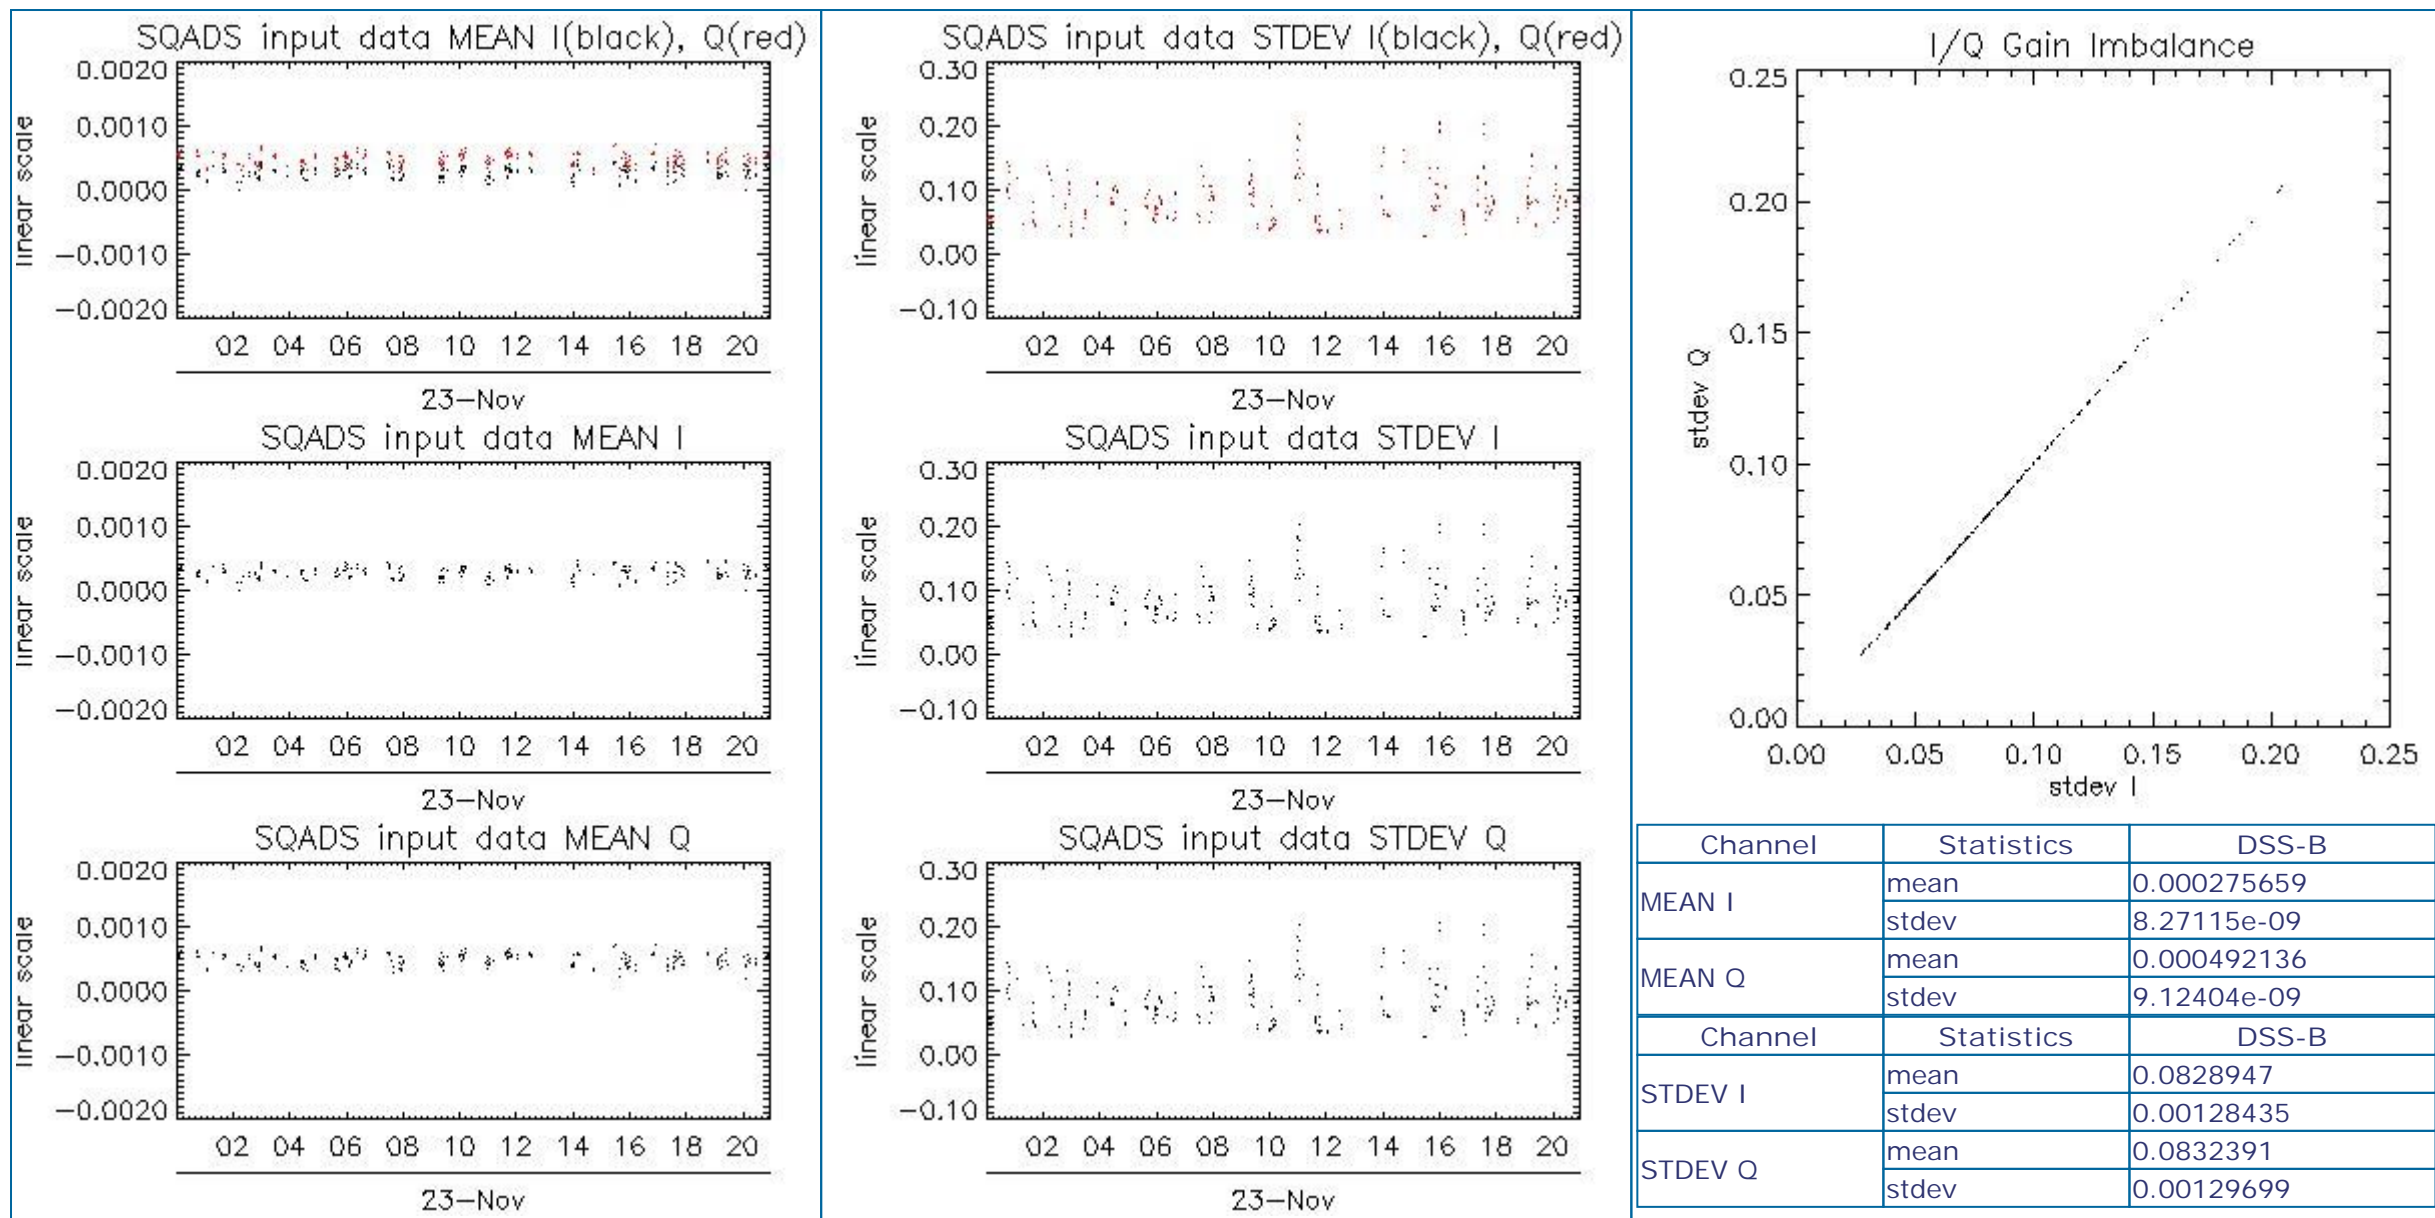 SQADS input data MEAN I(black), Q(red)
0.0020
0.0010
0.0000
-0.0010
-0.0020
linear scale
02 04 06 08 10 12 14 16 18 20
23-Nov
SQADS input data MEAN I
0.0020
0.0010
0.0000
-0.0010
-0.0020
linear scale
02 04 06 08 10 12 14 16 18 20
23-Nov
SQADS input data MEAN Q
0.0020
0.0010
0.0000
-0.0010
-0.0020
linear scale
02 04 06 08 10 12 14 16 18 20
23-Nov
SQADS input data STDEV I(black), Q(red)
0.30
0.20
0.10
0.00
-0.10
linear scale
02 04 06 08 10 12 14 16 18 20
23-Nov
SQADS input data STDEV I
0.30
0.20
0.10
0.00
-0.10
linear scale
02 04 06 08 10 12 14 16 18 20
23-Nov
SQADS input data STDEV Q
0.30
0.20
0.10
0.00
-0.10
linear scale
02 04 06 08 10 12 14 16 18 20
23-Nov
I/Q Gain Imbalance
0.25
0.20
0.15
0.10
0.05
0.00
stdev Q
0.00 0.05 0.10 0.15 0.20 0.25
stdev I
Channel Statistics DSS-B
MEAN I mean 0.000275659
stdev 8.27115e-09
MEAN Q mean 0.000492136
stdev 9.12404e-09
Channel Statistics DSS-B
STDEV I mean 0.0828947
stdev 0.00128435
STDEV Q mean 0.0832391
stdev 0.00129699